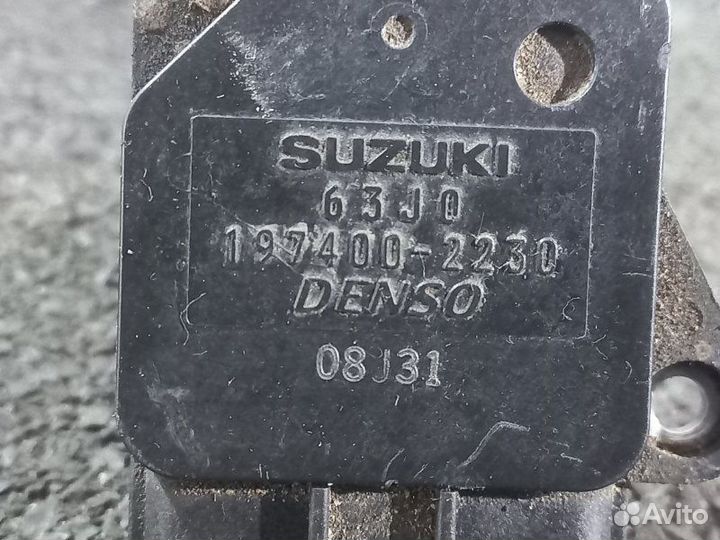 SUZUKI
63J0
197400-2230
DENSO
08J31
Avito